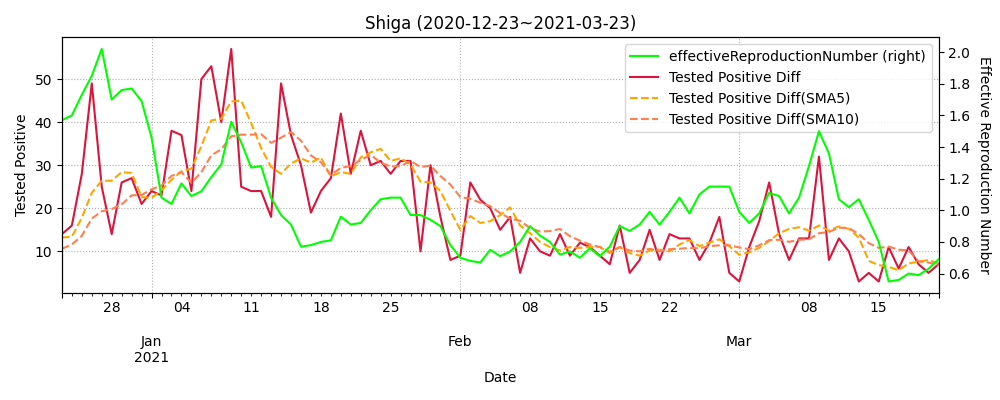 Shiga (2020-12-23~2021-03-23)
effectiveReproductionNumber (right)
Tested Positive Diff
Tested Positive Diff(SMA5)
Tested Positive Diff(SMA10)
Tested Positive
50
40
30
20
10
Effective Reproduction Number
2.0
1.8
1.6
1.4
1.2
1.0
0.8
0.6
28 04 11 18 25 08 15 22 08 15
Jan Feb Mar
2021
Date